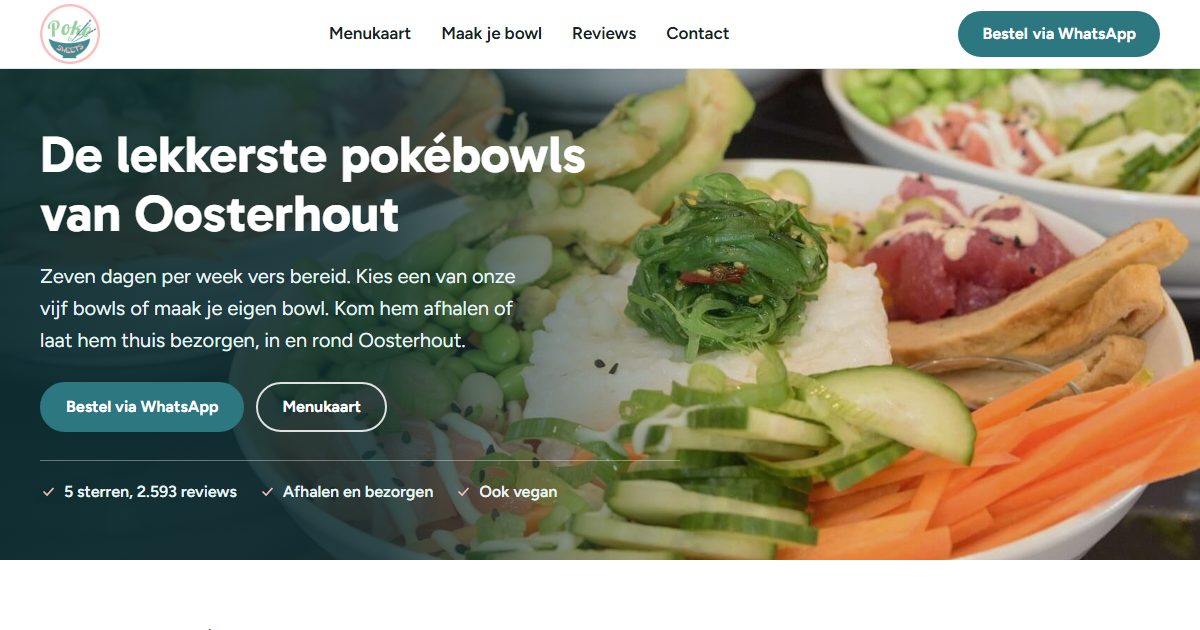 Poké
SWEETS
Menukaart
Maak je bowl
Reviews
Contact
Bestel via WhatsApp
De lekkerste pokébowls
van Oosterhout
Zeven dagen per week vers bereid. Kies een van onze
vijf bowls of maak je eigen bowl. Kom hem afhalen of
laat hem thuis bezorgen, in en rond Oosterhout.
Bestel via WhatsApp
Menukaart
5 sterren, 2.593 reviews
Afhalen en bezorgen
Ook vegan